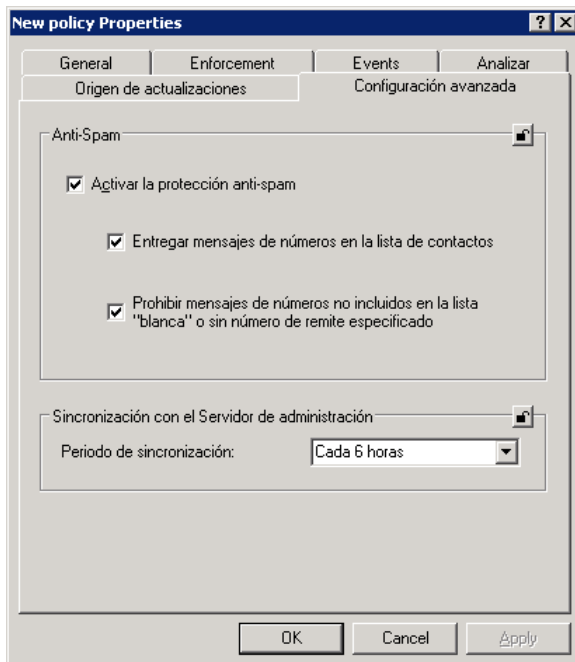 New policy Properties
General Enforcement Events Analizar
Origen de actualizaciones Configuración avanzada
Anti-Spam
Activar la protección anti-spam
Entregar mensajes de números en la lista de contactos
Prohibir mensajes de números no incluidos en la lista
"blanca" o sin número de remite especificado
Sincronización con el Servidor de administración
Periodo de sincronización: Cada 6 horas
OK Cancel Apply